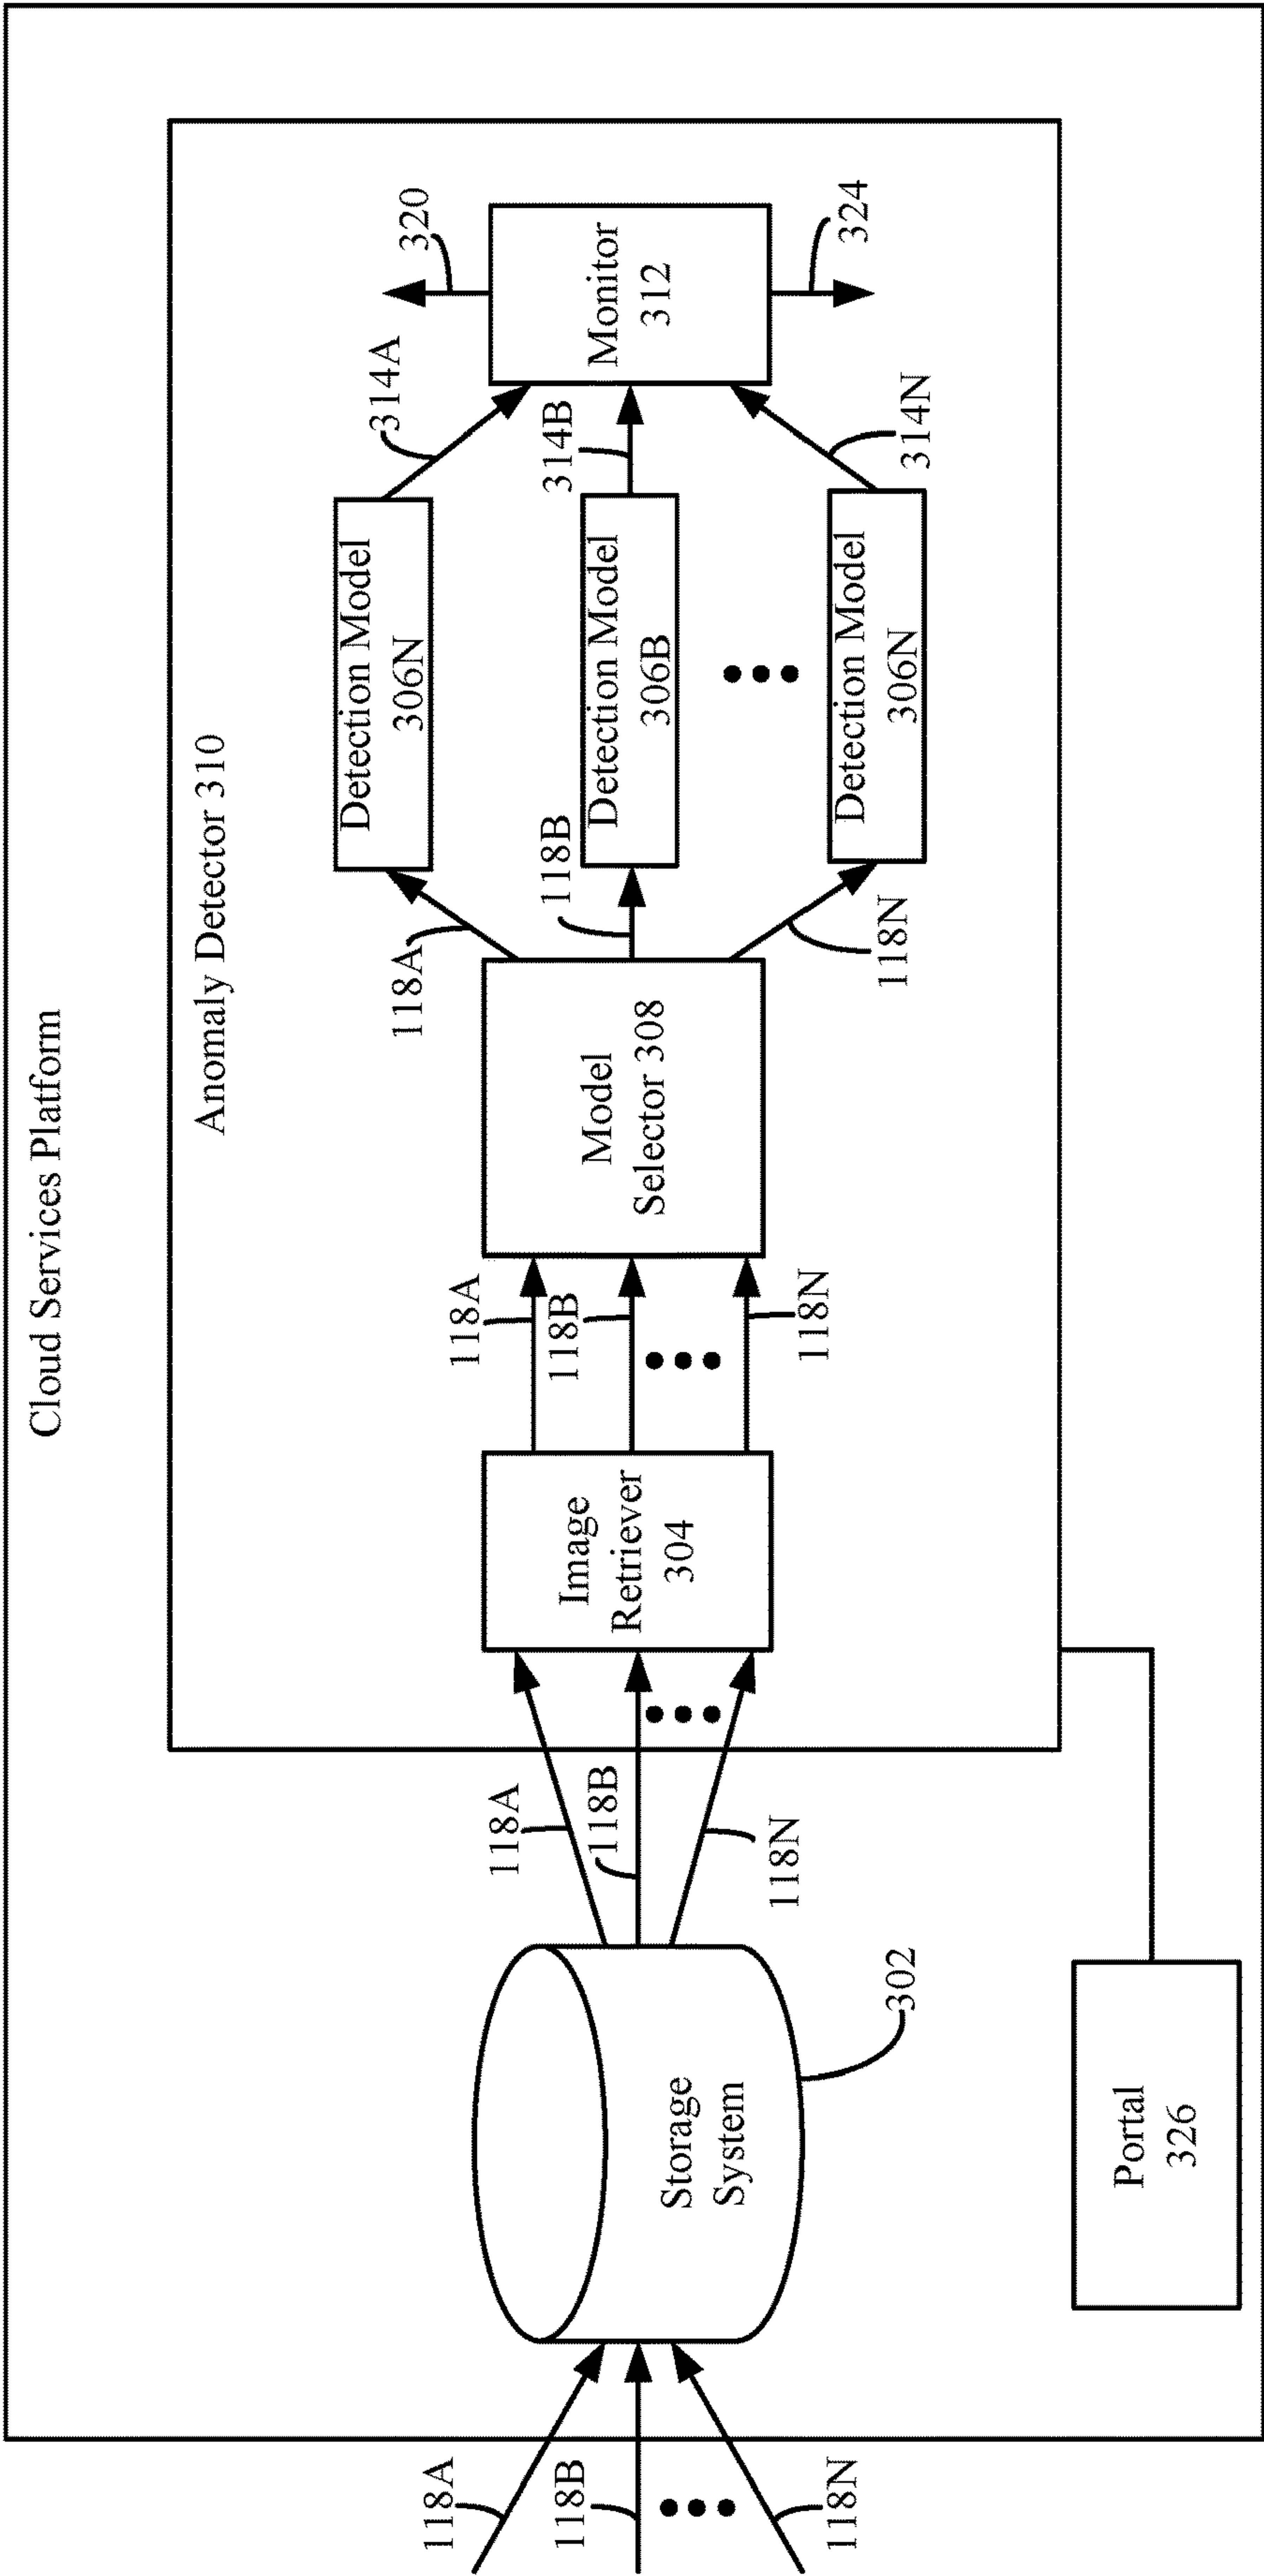 Cloud Services Platform
Anomaly Detector 310
118A
118B
118N
Storage
System
302
118A
118B
118N
Image
Retriever
304
118A
118B
118N
Model
Selector 308
118A
118B
118N
Detection Model
306N
Detection Model
306B
Detection Model
306N
314A
314B
314N
Monitor
312
320
324
Portal
326